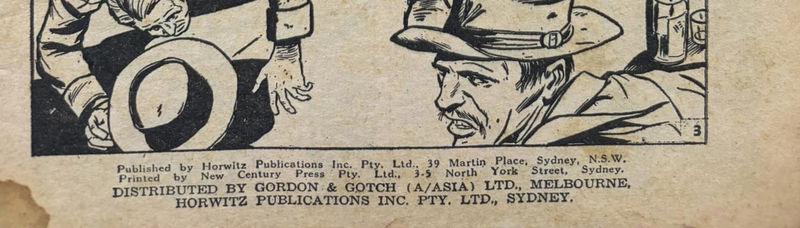 3
Published by Horwitz Publications Inc. Pty. Ltd., 39 Martin Place, Sydney, N.S.W.
Printed by New Century Press Pty. Ltd., 3-5 North York Street, Sydney.
DISTRIBUTED BY GORDON & GOTCH (A/ASIA) LTD., MELBOURNE,
HORWITZ PUBLICATIONS INC. PTY. LTD., SYDNEY.